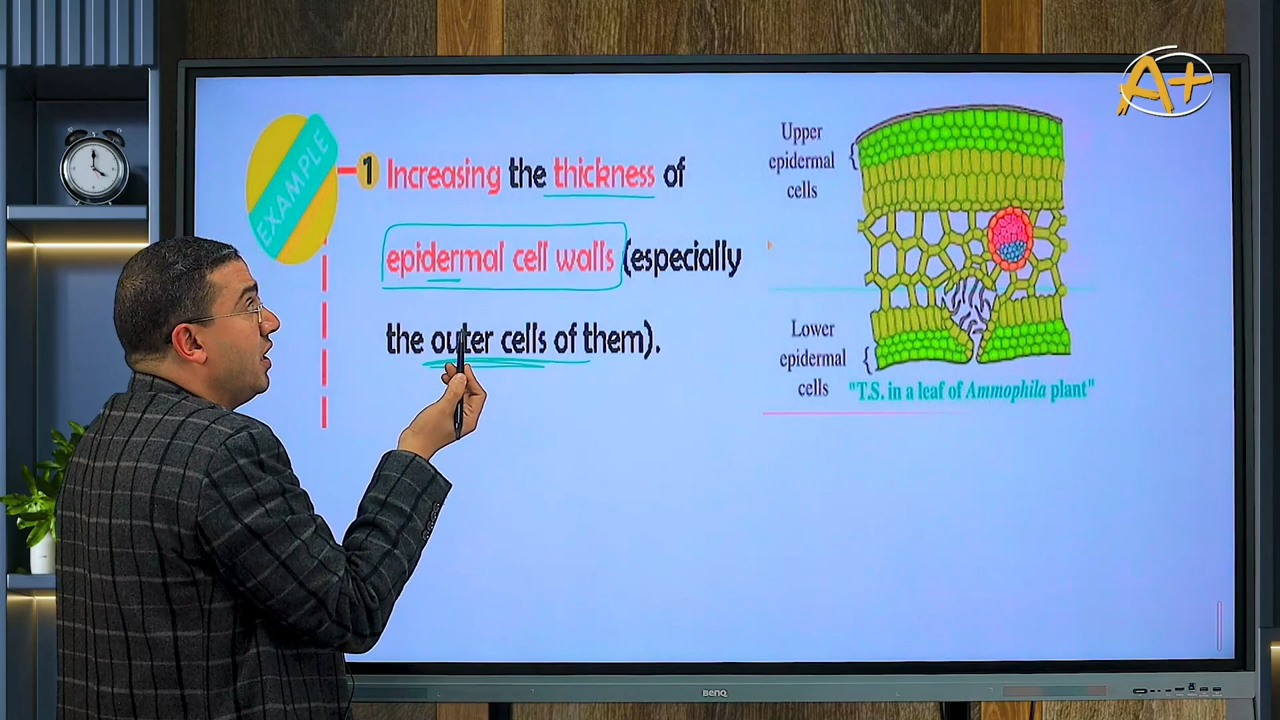 A+
EXAMPLE
1 Increasing the thickness of
epidermal cell walls (especially
the outer cells of them).
Upper
epidermal
cells
Lower
epidermal
cells
"T.S. in a leaf of Ammophila plant"
BENQ